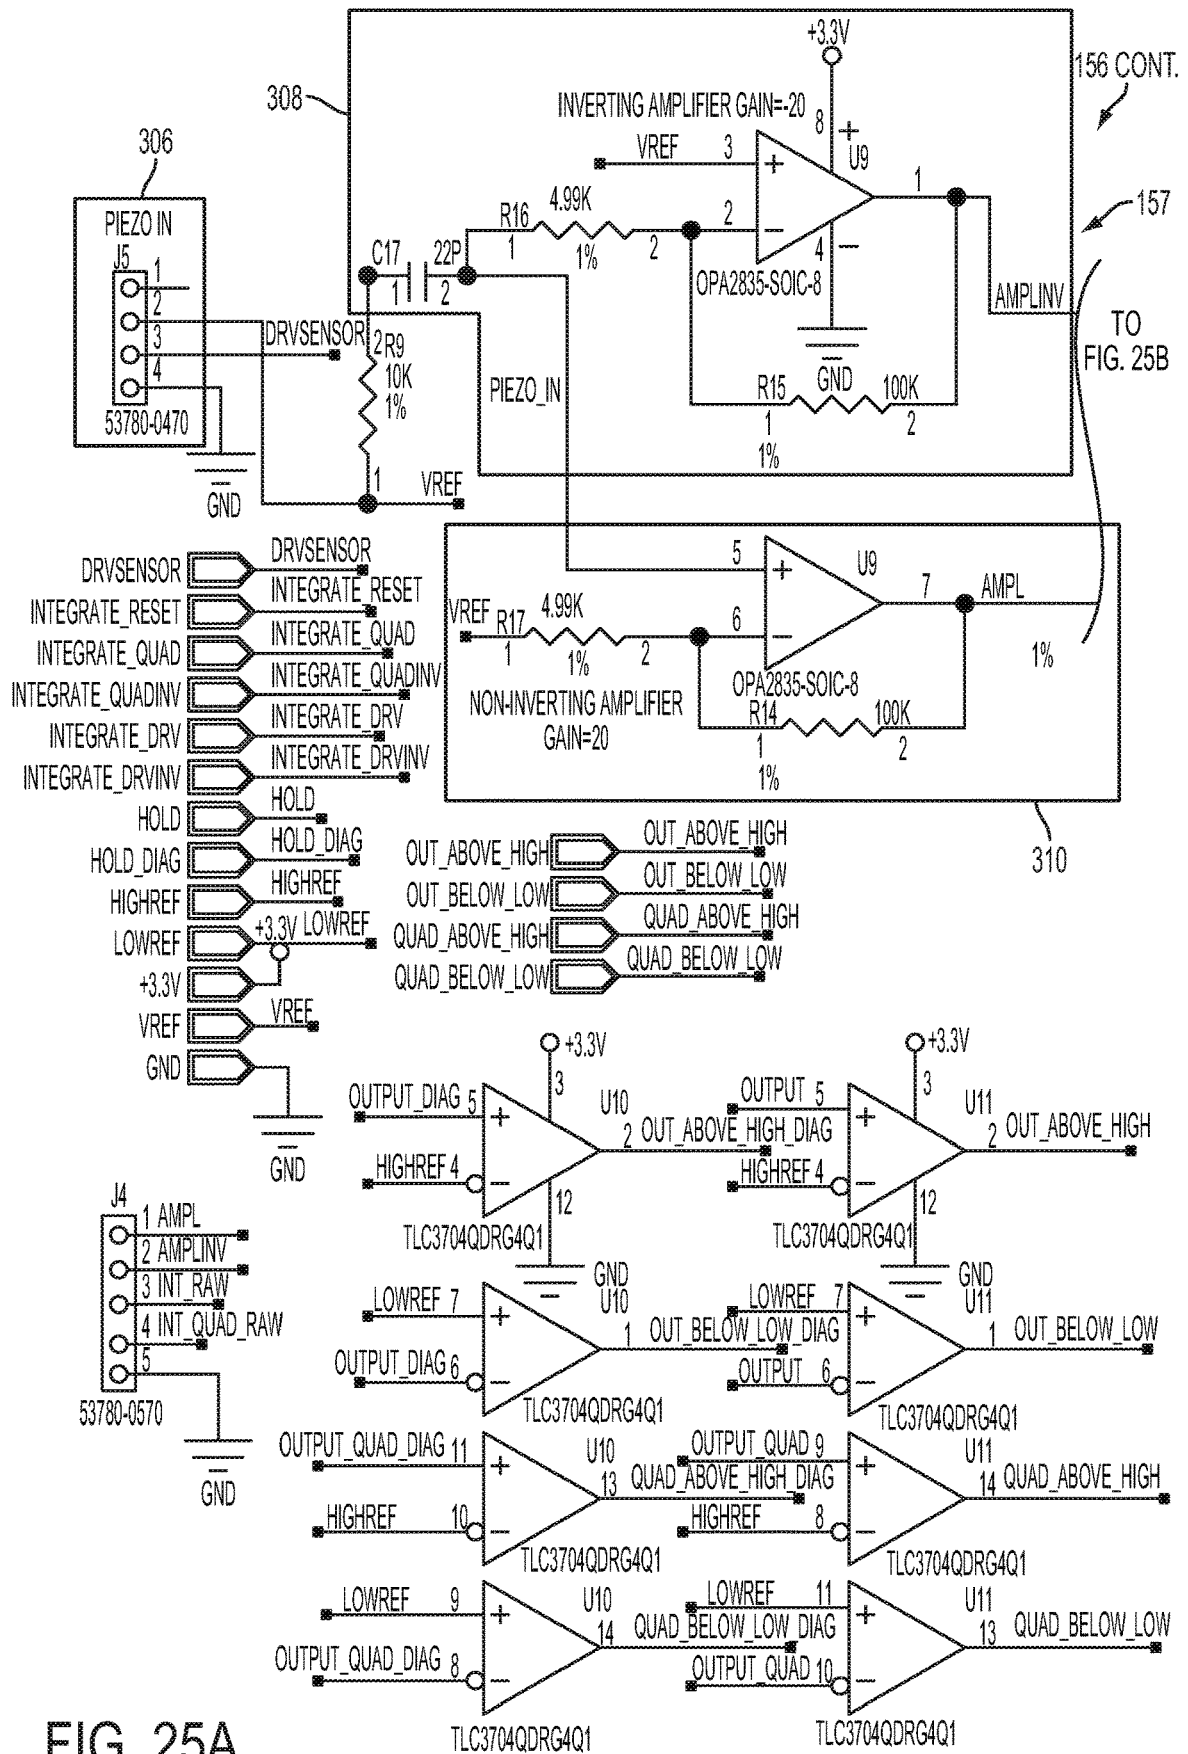 +3.3V
156 CONT.
308
INVERTING AMPLIFIER GAIN=-20
8
+
U9
306
VREF 3
+
1
157
PIEZO IN
J5
R16 4.99K
1 1% 2
2
−
4
−
C17 22P
1 2
OPA2835-SOIC-8
AMPLINV
1
2
3
4
DRVSENSOR
2 R9
10K
1%
1
GND
TO
FIG. 25B
PIEZO_IN
R15 100K
1 2
1%
53780-0470
GND
VREF
DRVSENSOR DRVSENSOR
INTEGRATE_RESET INTEGRATE_RESET
INTEGRATE_QUAD INTEGRATE_QUAD
INTEGRATE_QUADINV INTEGRATE_QUADINV
INTEGRATE_DRV INTEGRATE_DRV
INTEGRATE_DRVINV INTEGRATE_DRVINV
HOLD HOLD
HOLD_DIAG HOLD_DIAG
HIGHREF HIGHREF
LOWREF LOWREF
+3.3V +3.3V
VREF VREF
GND
GND
5
+
U9
7 AMPL
VREF R17 4.99K
1 1% 2
6
−
1%
OPA2835-SOIC-8
NON-INVERTING AMPLIFIER
GAIN=20
R14 100K
1 2
1%
310
OUT_ABOVE_HIGH OUT_ABOVE_HIGH
OUT_BELOW_LOW OUT_BELOW_LOW
QUAD_ABOVE_HIGH QUAD_ABOVE_HIGH
QUAD_BELOW_LOW QUAD_BELOW_LOW
J4
1 AMPL
2 AMPLINV
3 INT_RAW
4 INT_QUAD_RAW
5
53780-0570
GND
+3.3V
3
OUTPUT_DIAG 5
+
U10
2 OUT_ABOVE_HIGH_DIAG
HIGHREF 4
−
12
TLC3704QDRG4Q1
GND
+3.3V
3
OUTPUT 5
+
U11
2 OUT_ABOVE_HIGH
HIGHREF 4
−
12
TLC3704QDRG4Q1
GND
LOWREF 7
+
U10
1 OUT_BELOW_LOW_DIAG
OUTPUT_DIAG 6
−
TLC3704QDRG4Q1
LOWREF 7
+
U11
1 OUT_BELOW_LOW
OUTPUT 6
−
TLC3704QDRG4Q1
OUTPUT_QUAD_DIAG 11
+
U10
13 QUAD_ABOVE_HIGH_DIAG
HIGHREF 10
−
TLC3704QDRG4Q1
OUTPUT_QUAD 9
+
U11
14 QUAD_ABOVE_HIGH
HIGHREF 8
−
TLC3704QDRG4Q1
LOWREF 9
+
U10
14 QUAD_BELOW_LOW_DIAG
OUTPUT_QUAD_DIAG 8
−
TLC3704QDRG4Q1
LOWREF 11
+
U11
13 QUAD_BELOW_LOW
OUTPUT_QUAD 10
−
TLC3704QDRG4Q1
FIG. 25A